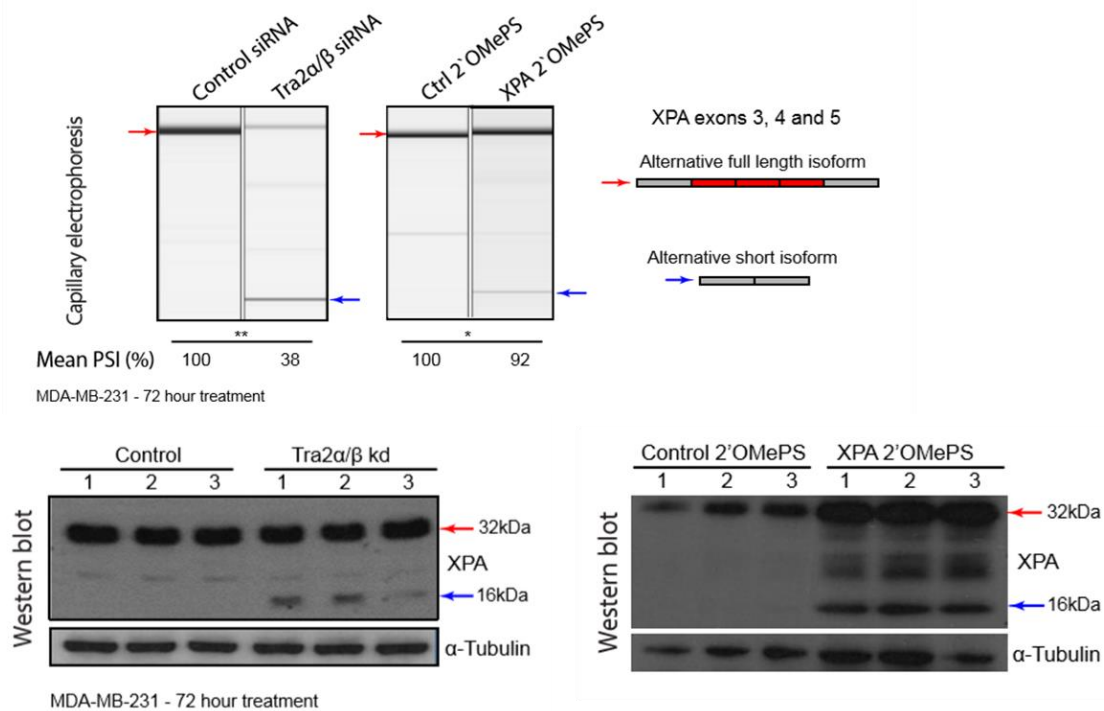 Control siRNA
Tra2α/β siRNA
Ctrl 2`OMePS
XPA 2`OMePS
Capillary electrophoresis
XPA exons 3, 4 and 5
Alternative full length isoform
Alternative short isoform
** *
Mean PSI (%) 100 38 100 92
MDA-MB-231 - 72 hour treatment
Control Tra2α/β kd
1 2 3 1 2 3
Western blot
32kDa
XPA
16kDa
α-Tubulin
MDA-MB-231 - 72 hour treatment
Control 2'OMePS XPA 2'OMePS
1 2 3 1 2 3
Western blot
32kDa
XPA
16kDa
α-Tubulin